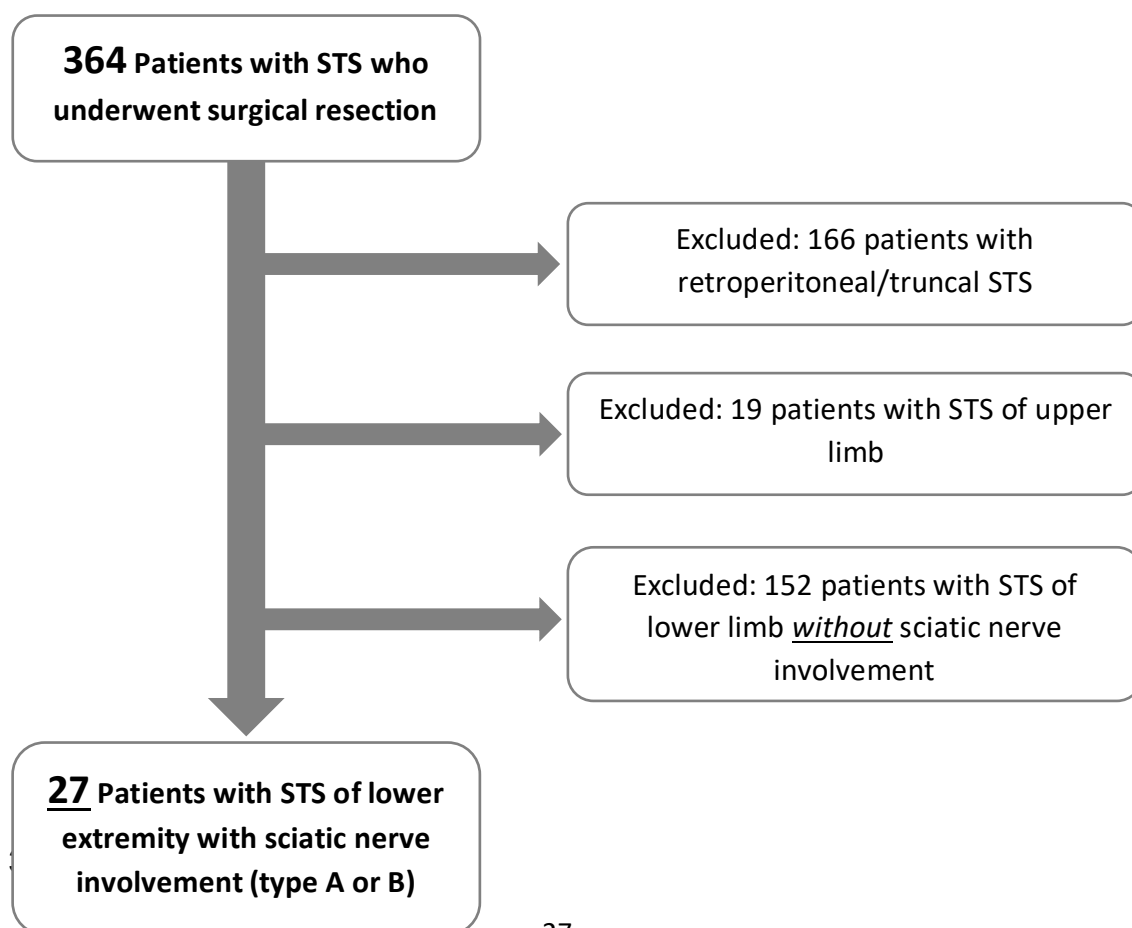 364 Patients with STS who
underwent surgical resection
Excluded: 166 patients with
retroperitoneal/truncal STS
Excluded: 19 patients with STS of upper
limb
Excluded: 152 patients with STS of
lower limb without sciatic nerve
involvement
27 Patients with STS of lower
extremity with sciatic nerve
involvement (type A or B)